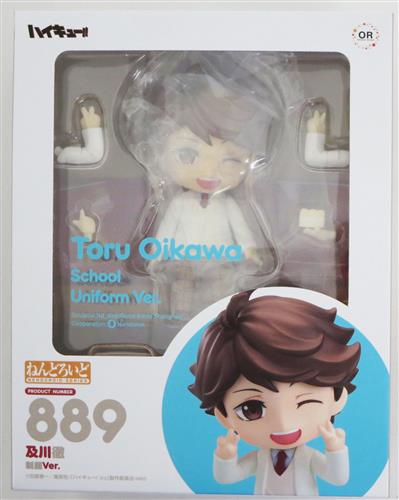 ハイキュー!!
OR
Toru Oikawa
School
Uniform Ver.
ねんどろいど
NENDOROID SERIES
PRODUCT NUMBER
889
及川徹
制服Ver.